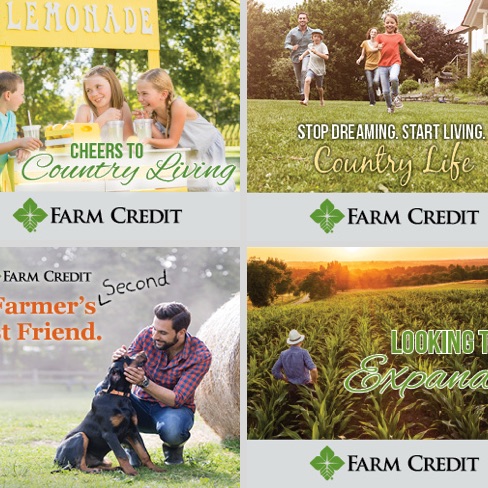 LEMONADE
CHEERS TO
Country Living
FARM CREDIT
STOP DREAMING. START LIVING.
Country Life
FARM CREDIT
FARM CREDIT
Second
Farmer's
t Friend.
LOOKING T
Expand
FARM CREDIT